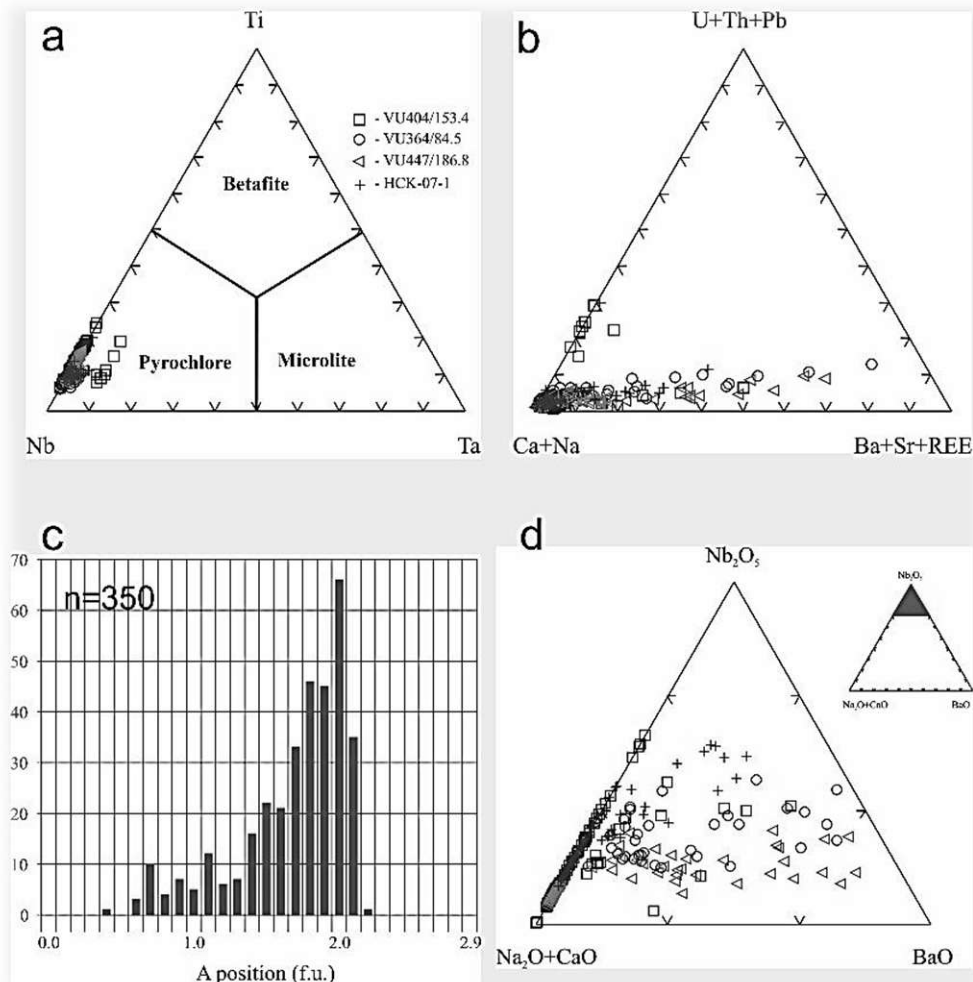 a
Ti
□ - VU404/153.4
○ - VU364/84.5
◁ - VU447/186.8
+ - HCK-07-1
Betafite
Pyrochlore
Microlite
Nb
Ta
b
U+Th+Pb
Ca+Na
Ba+Sr+REE
c
n=350
70
60
50
40
30
20
10
0
0.0
1.0
2.0
2.9
A position (f.u.)
d
Nb₂O₅
Na₂O+CaO
BaO
Nb₂O₅
Na₂O+CaO
BaO